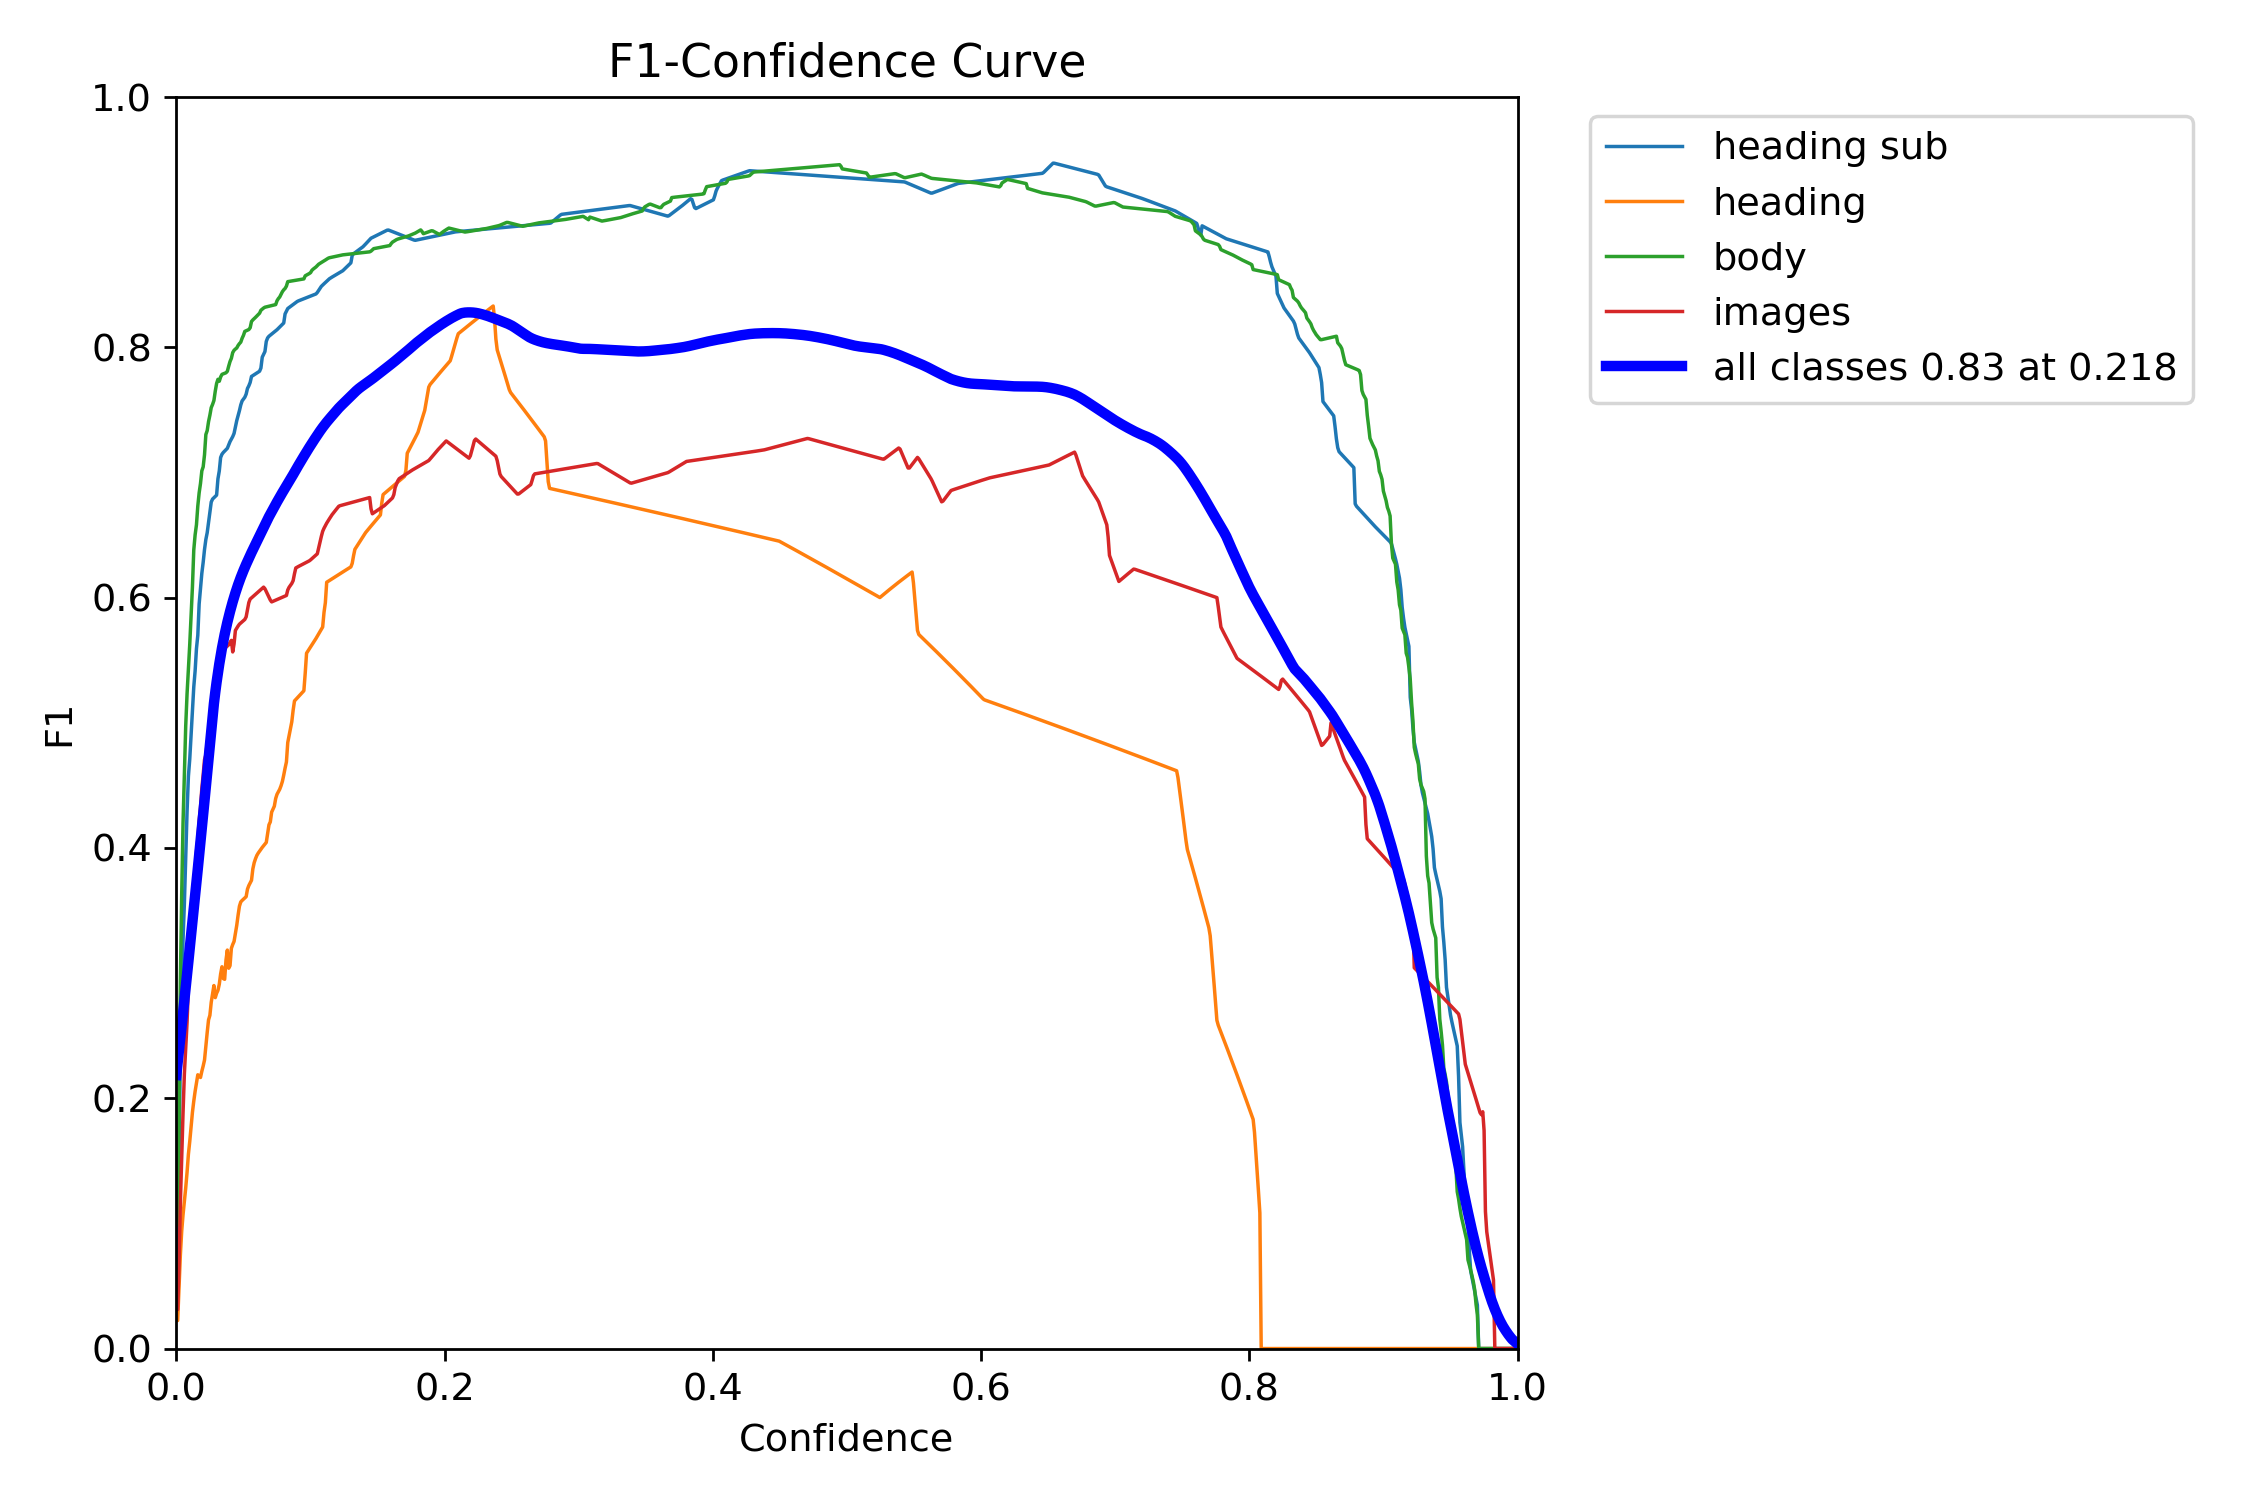 F1-Confidence Curve
1.0
0.8
0.6
0.4
0.2
0.0
F1
0.0 0.2 0.4 0.6 0.8 1.0
Confidence
heading sub
heading
body
images
all classes 0.83 at 0.218